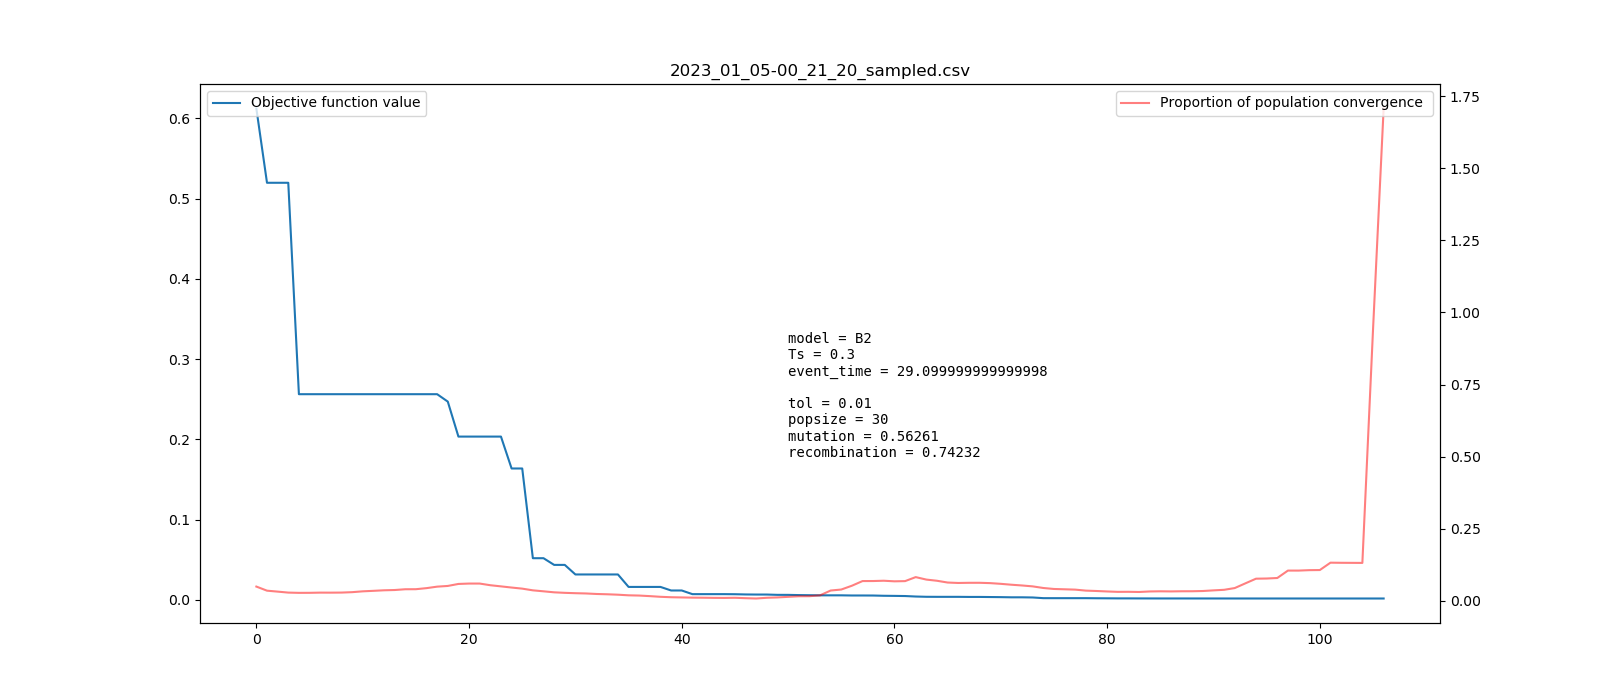 2023_01_05-00_21_20_sampled.csv
Objective function value
Proportion of population convergence
0.6
0.5
0.4
0.3
0.2
0.1
0.0
1.75
1.50
1.25
1.00
0.75
0.50
0.25
0.00
model = B2
Ts = 0.3
event_time = 29.099999999999998
tol = 0.01
popsize = 30
mutation = 0.56261
recombination = 0.74232
0 20 40 60 80 100